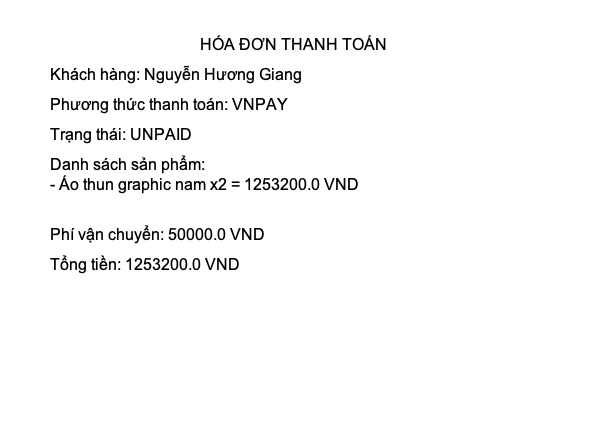 HÓA ĐƠN THANH TOÁN
Khách hàng: Nguyễn Hương Giang
Phương thức thanh toán: VNPAY
Trạng thái: UNPAID
Danh sách sản phẩm:
- Áo thun graphic nam x2 = 1253200.0 VND
Phí vận chuyển: 50000.0 VND
Tổng tiền: 1253200.0 VND